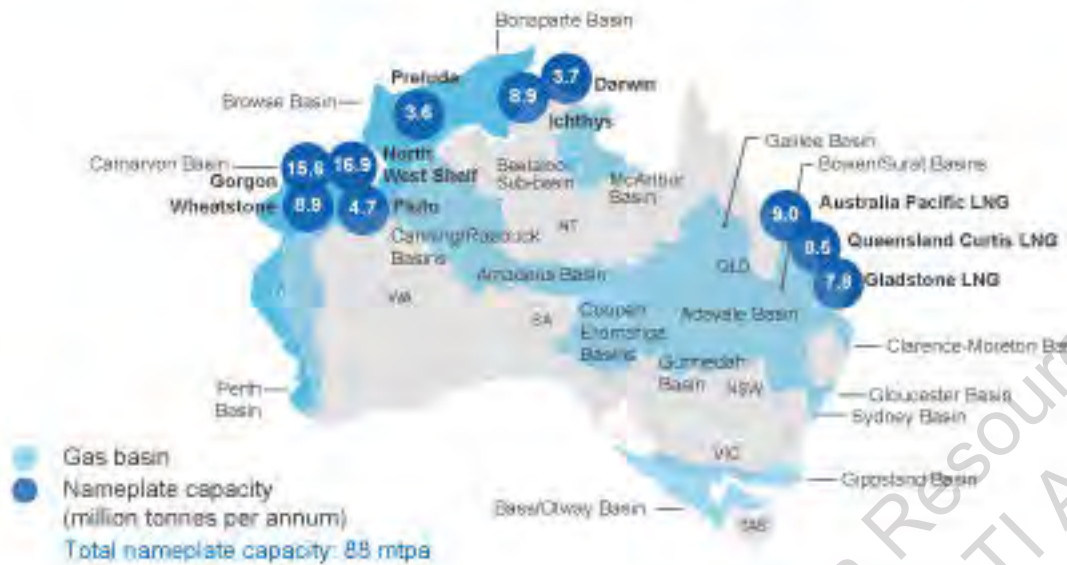 Bonaparte Basin
Prelude
3.7
Darwin
8.9
Browse Basin
3.6
Ichthys
Galilee Basin
Carnarvon Basin
15.6
16.9
North
West Shelf
Beetaloo
Sub-basin
McArthur
Basin
Bowen/Surat Basins
Gorgon
Wheatstone
8.9
4.7
Pluto
NT
9.0
Australia Pacific LNG
Canning/Roebuck
Basins
8.5
Queensland Curtis LNG
Amadeus Basin
QLD
7.8
Gladstone LNG
WA
SA
Cooper/
Eromanga
Basins
Adavale Basin
Clarence-Moreton Bas
Gunnedah
Basin
NSW
Perth
Basin
Gloucester Basin
Sydney Basin
Gas basin
VIC
Nameplate capacity
(million tonnes per annum)
Gippsland Basin
Bass/Otway Basin
TAS
Total nameplate capacity: 88 mtpa
Resour
TI A